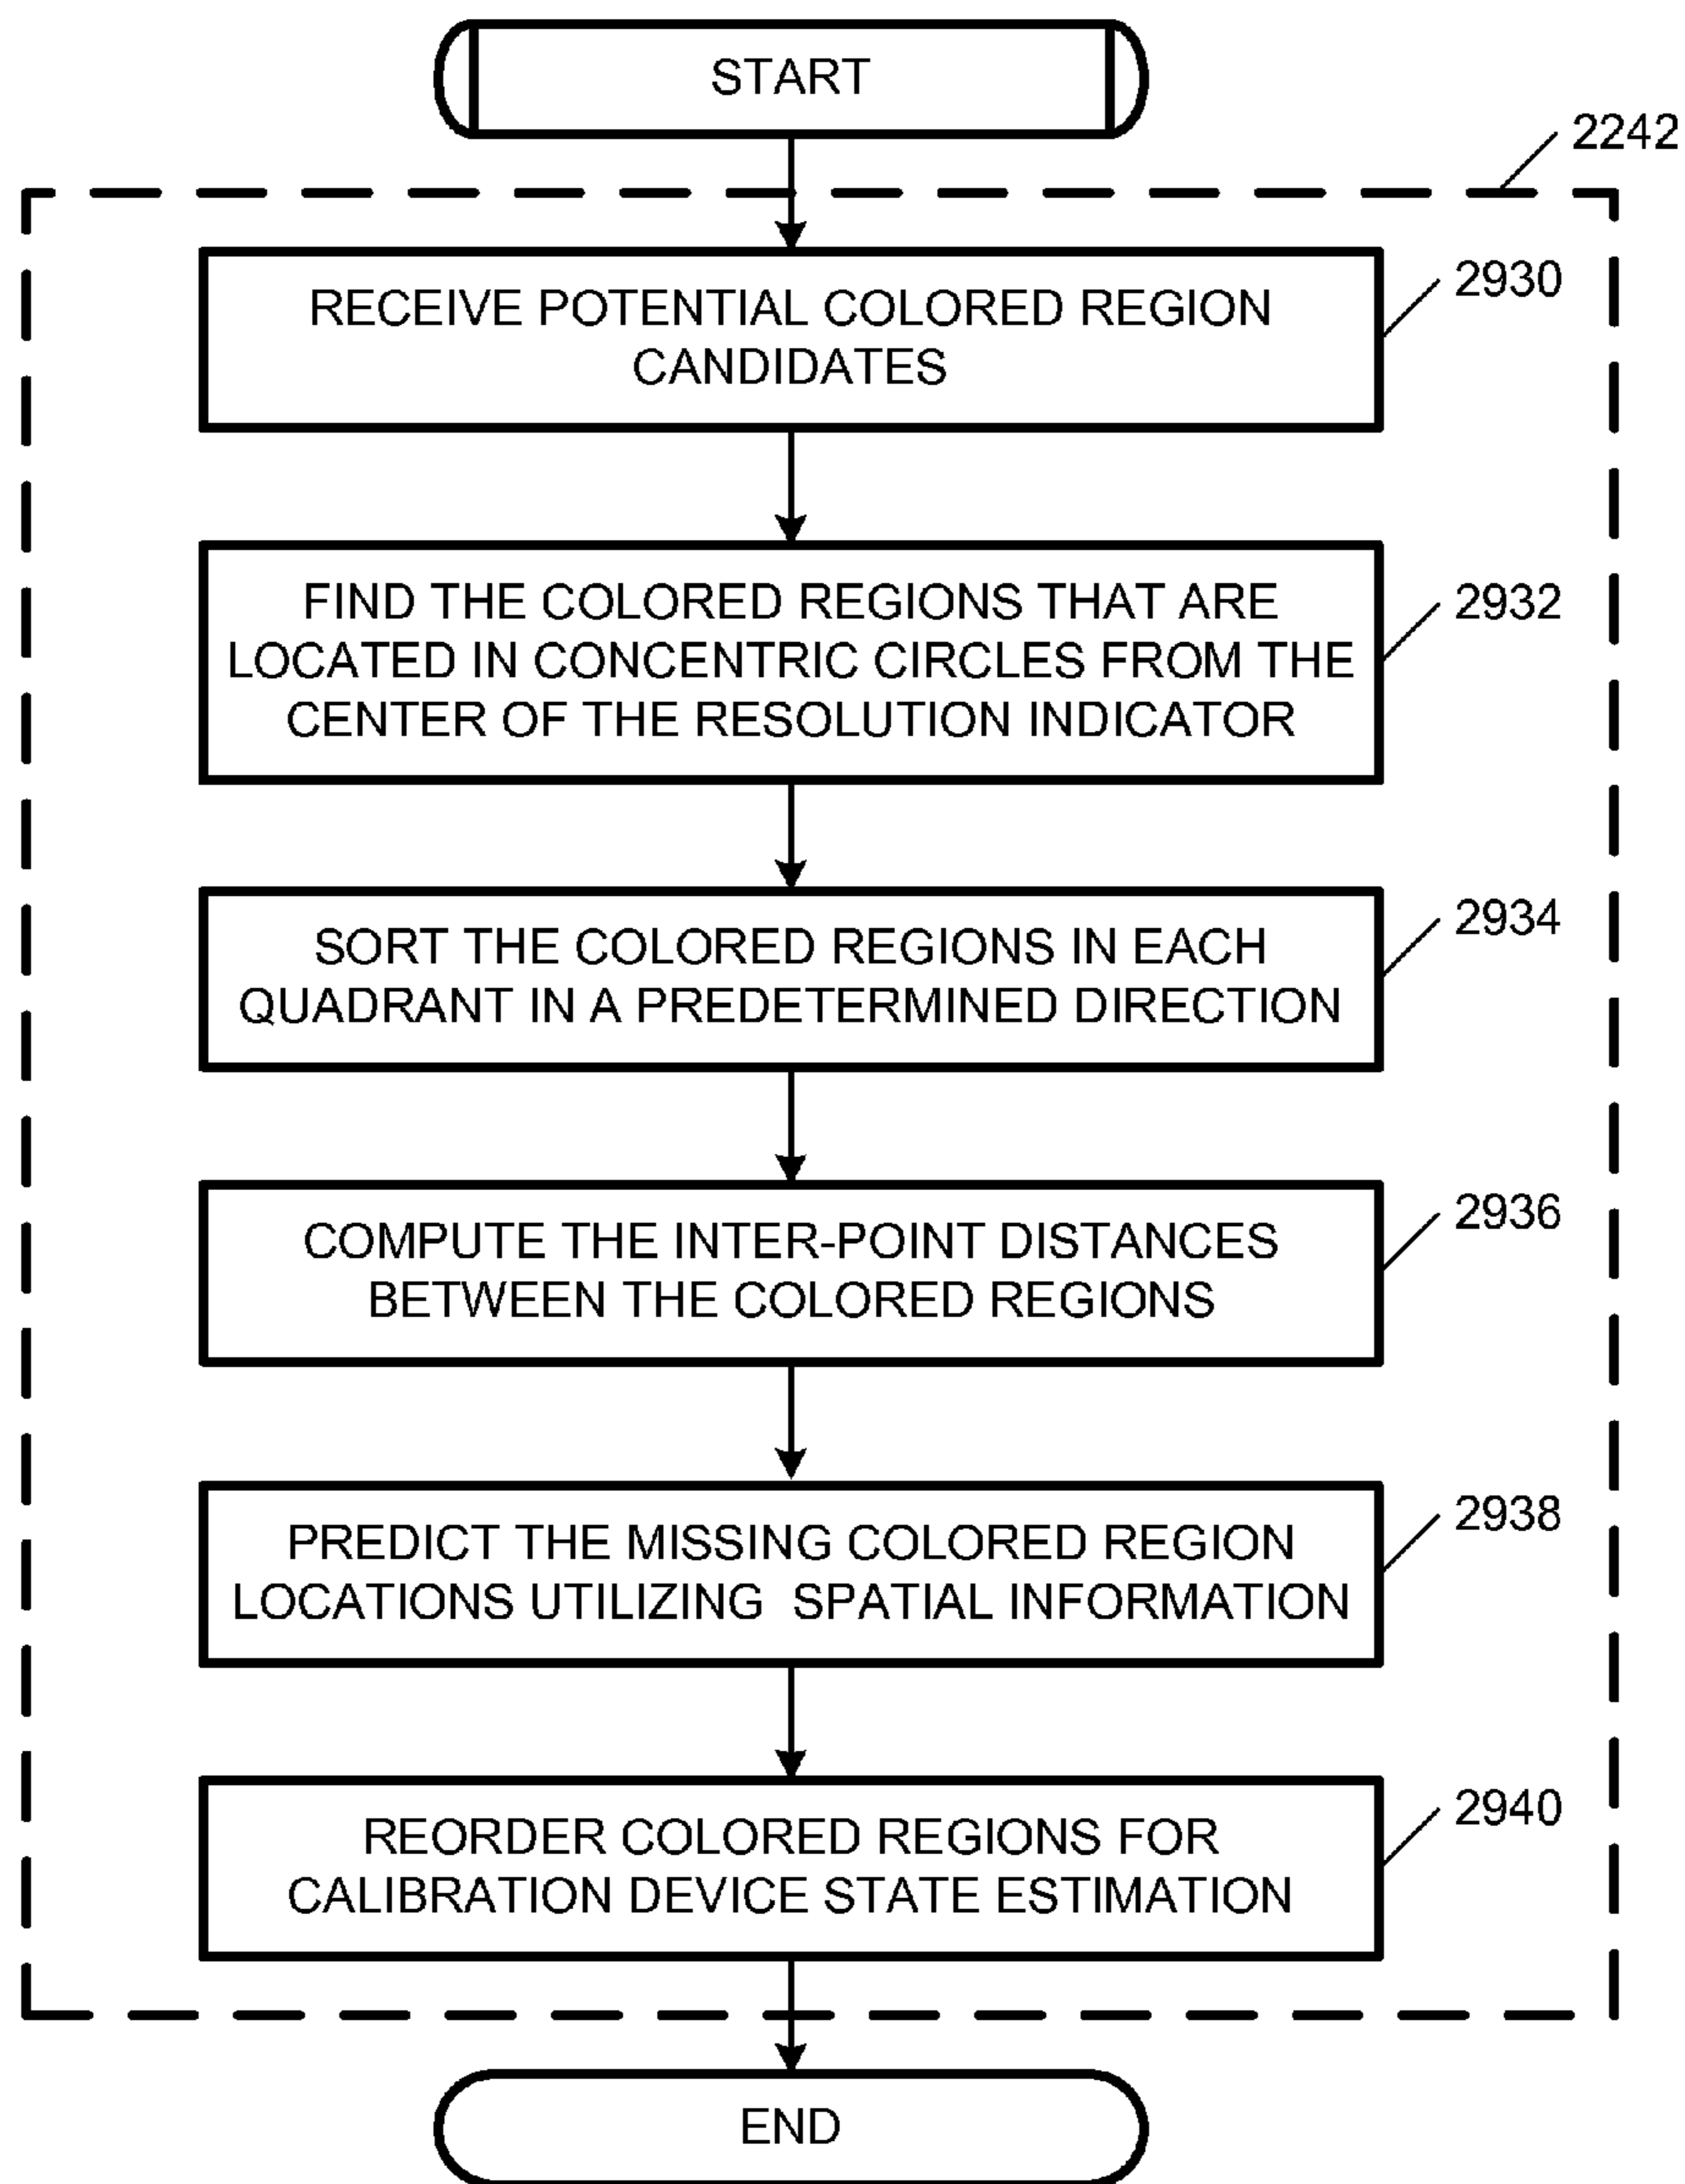 START
2242
RECEIVE POTENTIAL COLORED REGION
CANDIDATES
2930
FIND THE COLORED REGIONS THAT ARE
LOCATED IN CONCENTRIC CIRCLES FROM THE
CENTER OF THE RESOLUTION INDICATOR
2932
SORT THE COLORED REGIONS IN EACH
QUADRANT IN A PREDETERMINED DIRECTION
2934
COMPUTE THE INTER-POINT DISTANCES
BETWEEN THE COLORED REGIONS
2936
PREDICT THE MISSING COLORED REGION
LOCATIONS UTILIZING SPATIAL INFORMATION
2938
REORDER COLORED REGIONS FOR
CALIBRATION DEVICE STATE ESTIMATION
2940
END